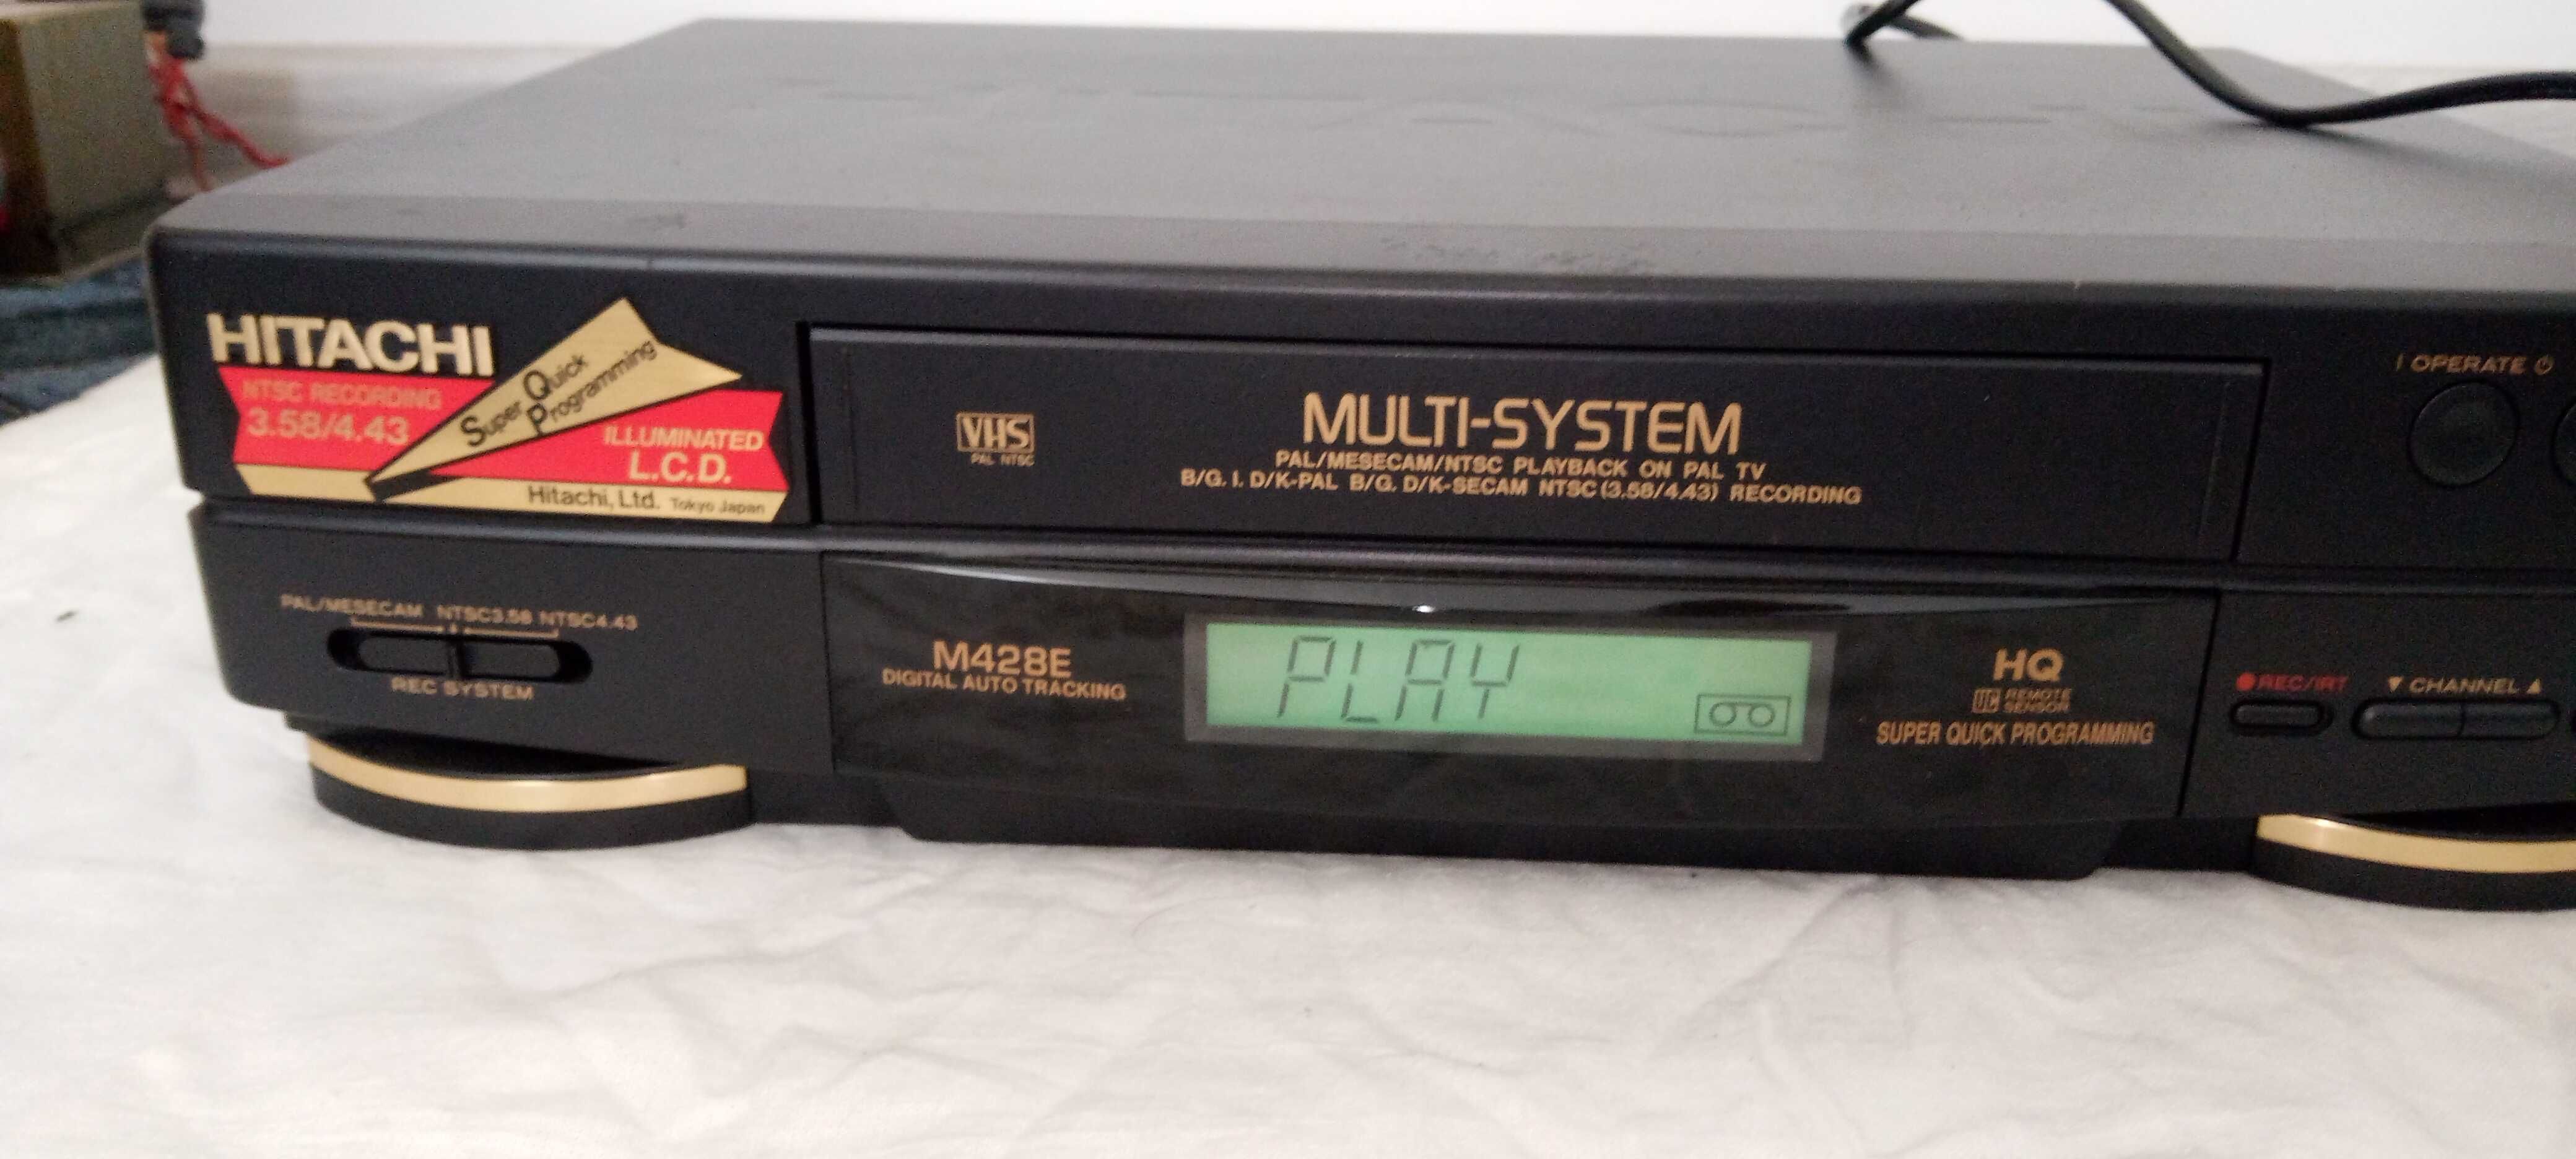 HITACHI
NTSC RECORDING
3.58/4.43
Super Quick
Programming
ILLUMINATED
L.C.D.
Hitachi, Ltd. Tokyo Japan
VHS
PAL NTSC
MULTI-SYSTEM
PAL/MESECAM/NTSC PLAYBACK ON PAL TV
B/G. I. D/K-PAL B/G. D/K-SECAM NTSC (3.58/4.43) RECORDING
I OPERATE
PAL/MESECAM NTSC3.58 NTSC4.43
REC SYSTEM
M428E
DIGITAL AUTO TRACKING
PLAY
HQ
REMOTE
SENSOR
SUPER QUICK PROGRAMMING
●REC/IRT
▼ CHANNEL ▲